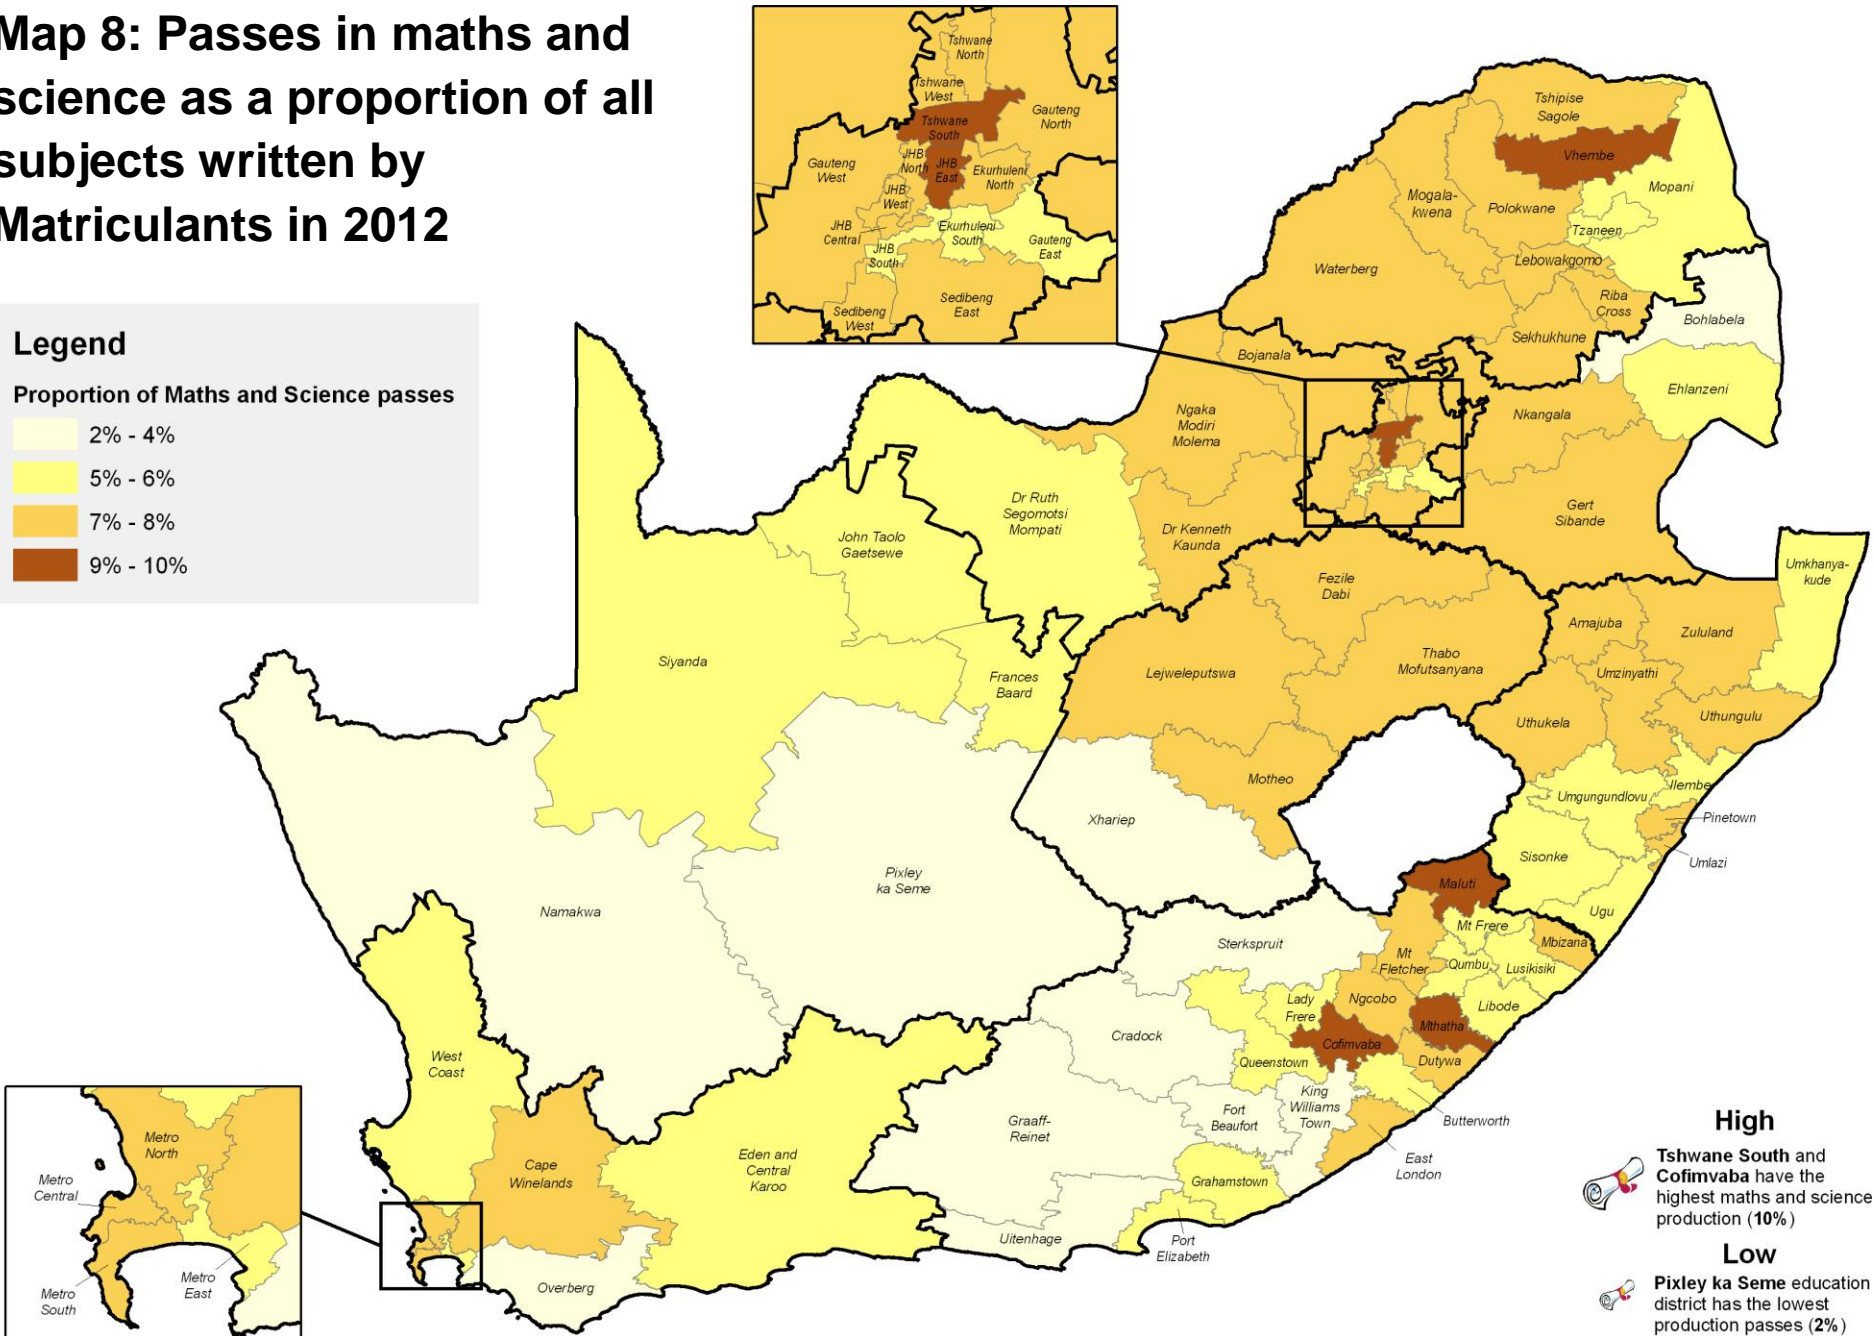 Map 8: Passes in maths and
science as a proportion of all
subjects written by
Matriculants in 2012
Legend
Proportion of Maths and Science passes
2% - 4%
5% - 6%
7% - 8%
9% - 10%
Tshwane
North
Tshwane
West
Tshwane
South
Gauteng
North
Gauteng
West
JHB
North
JHB
East
Ekurhuleni
North
JHB
West
JHB
Central
Ekurhuleni
South
JHB
South
Gauteng
East
Sedibeng
East
Sedibeng
West
Tshipise
Sagole
Vhembe
Mopani
Mogala-
kwena
Polokwane
Tzaneen
Waterberg
Lebowakgomo
Riba
Cross
Bohlabela
Sekhukhune
Bojanala
Ehlanzeni
Ngaka
Modiri
Molema
Nkangala
Dr Ruth
Segomotsi
Mompati
Gert
Sibande
John Taolo
Gaetsewe
Dr Kenneth
Kaunda
Umkhanya-
kude
Fezile
Dabi
Amajuba
Zululand
Siyanda
Thabo
Mofutsanyana
Frances
Baard
Lejweleputswa
Umzinyathi
Uthukela
Uthungulu
Motheo
Ilembe
Umgungundlovu
Xhariep
Pinetown
Sisonke
Umlazi
Pixley
ka Seme
Maluti
Namakwa
Ugu
Mt Frere
Sterkspruit
Mbizana
Mt
Fletcher
Qumbu
Lusikisiki
Lady
Frere
Ngcobo
Libode
Mthatha
Cradock
Cofimvaba
West
Coast
Queenstown
Dutywa
King
Williams
Town
Fort
Beaufort
Butterworth
Graaff-
Reinet
East
London
Eden and
Central
Karoo
Cape
Winelands
Grahamstown
Uitenhage
Port
Elizabeth
Overberg
Metro
North
Metro
Central
Metro
East
Metro
South
High
Tshwane South and
Cofimvaba have the
highest maths and science
production (10%)
Low
Pixley ka Seme education
district has the lowest
production passes (2%)